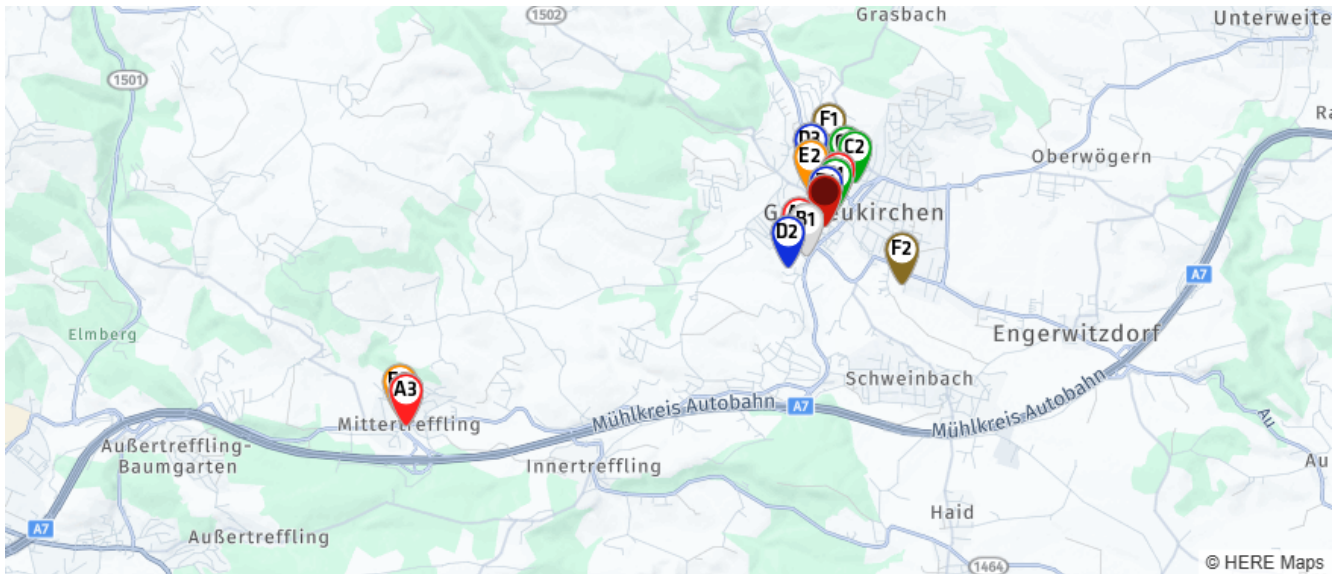 1502
Grasbach
Unterweite
1501
F1
D3
C2
E2
Oberwögern
B1
D2
F2
A7
Elmberg
Engerwitzdorf
Schweinbach
A3
Mühlkreis Autobahn
A7
Mühlkreis Autobahn
Au
Mittertreffling
Außertreffling-
Baumgarten
Innertreffling
Au
A7
Außertreffling
Haid
1464
© HERE Maps